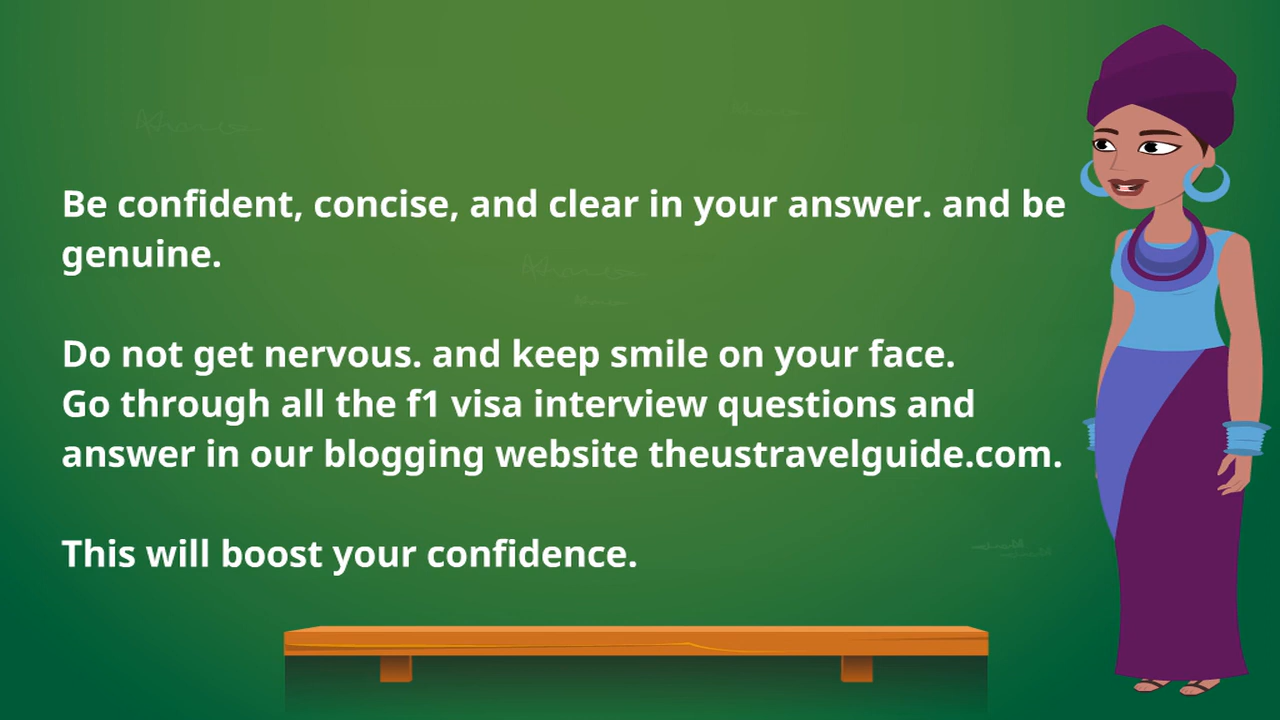 Be confident, concise, and clear in your answer. and be
genuine.
Do not get nervous. and keep smile on your face.
Go through all the f1 visa interview questions and
answer in our blogging website theustravelguide.com.
This will boost your confidence.